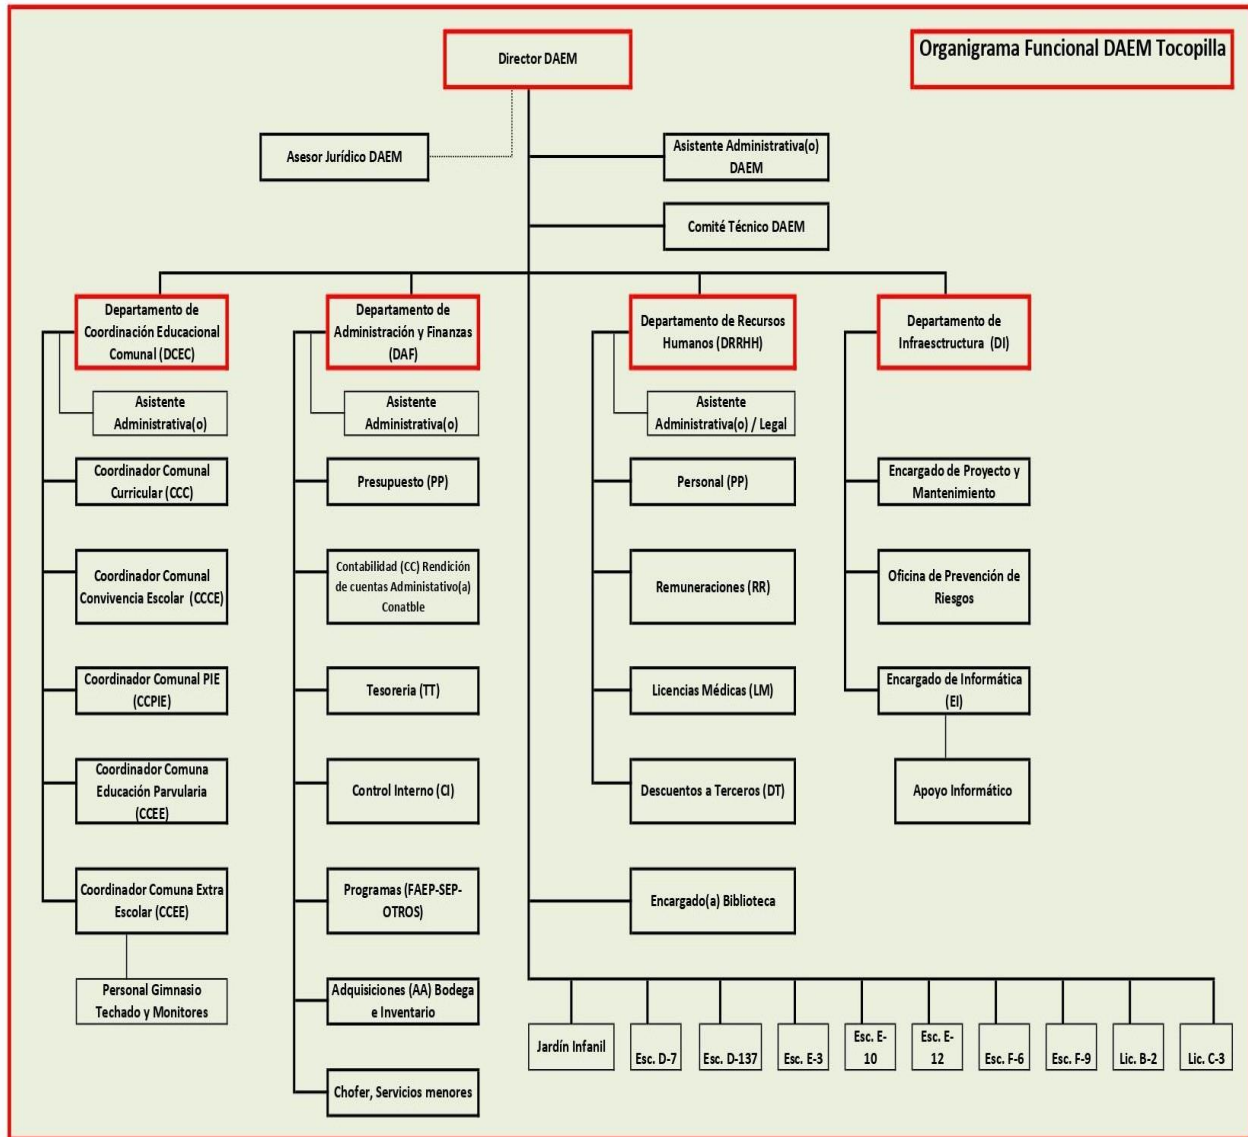 Organigrama Funcional DAEM Tocopilla
Director DAEM
Asesor Jurídico DAEM
Asistente Administrativa(o)
DAEM
Comité Técnico DAEM
Departamento de
Coordinación Educacional
Comunal (DCEC)
Asistente
Administrativa(o)
Coordinador Comunal
Curricular (CCC)
Coordinador Comunal
Convivencia Escolar (CCCE)
Coordinador Comunal PIE
(CCPIE)
Coordinador Comuna
Educación Parvularia
(CCEE)
Coordinador Comuna Extra
Escolar (CCEE)
Personal Gimnasio
Techado y Monitores
Departamento de
Administración y Finanzas
(DAF)
Asistente
Administrativa(o)
Presupuesto (PP)
Contabilidad (CC) Rendición
de cuentas Administativo(a)
Conatble
Tesoreria (TT)
Control Interno (CI)
Programas (FAEP-SEP-
OTROS)
Adquisiciones (AA) Bodega
e Inventario
Chofer, Servicios menores
Departamento de Recursos
Humanos (DRRHH)
Asistente
Administrativa(o) / Legal
Personal (PP)
Remuneraciones (RR)
Licencias Médicas (LM)
Descuentos a Terceros (DT)
Encargado(a) Biblioteca
Departamento de
Infraesctructura (DI)
Encargado de Proyecto y
Mantenimiento
Oficina de Prevención de
Riesgos
Encargado de Informática
(EI)
Apoyo Informático
Jardín Infanil
Esc. D-7
Esc. D-137
Esc. E-3
Esc. E-
10
Esc. E-
12
Esc. F-6
Esc. F-9
Lic. B-2
Lic. C-3